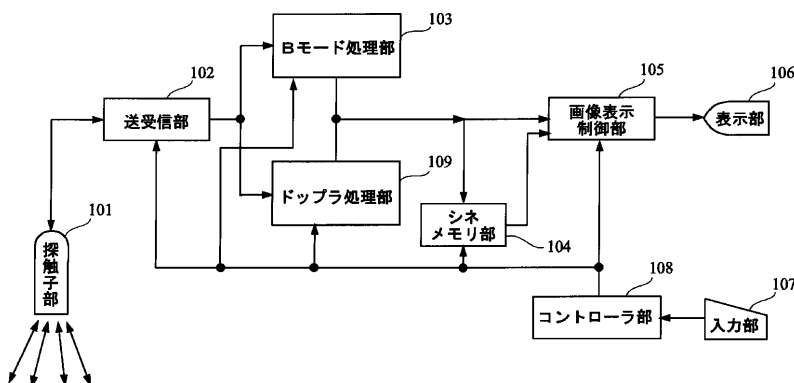 103
Bモード処理部
102
送受信部
105
画像表示
制御部
106
表示部
109
ドップラ処理部
101
探触子部
シネ
メモリ部
104
108
コントローラ部
107
入力部